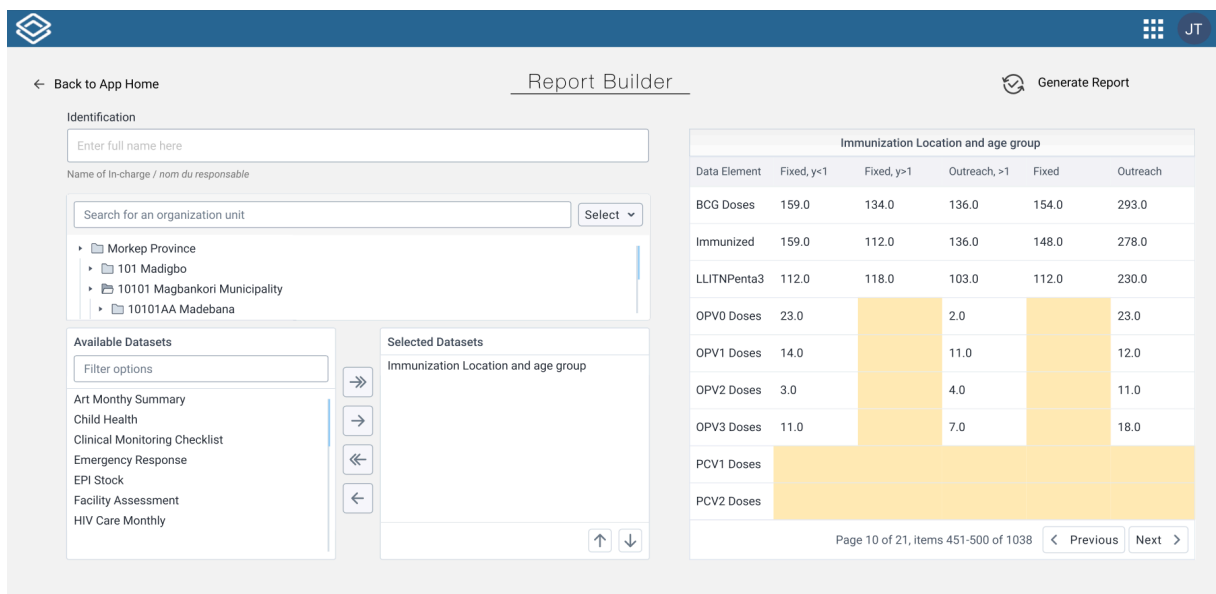 JT
Back to App Home
Report Builder
Generate Report
Identification
Enter full name here
Name of In-charge / nom du responsable
Search for an organization unit
Select
Morkep Province
101 Madigbo
10101 Magbankori Municipality
10101AA Madebana
Available Datasets
Filter options
Art Monthy Summary
Child Health
Clinical Monitoring Checklist
Emergency Response
EPI Stock
Facility Assessment
HIV Care Monthly
Selected Datasets
Immunization Location and age group
Immunization Location and age group
Data Element Fixed, y<1 Fixed, y>1 Outreach, >1 Fixed Outreach
BCG Doses 159.0 134.0 136.0 154.0 293.0
Immunized 159.0 112.0 136.0 148.0 278.0
LLITNPenta3 112.0 118.0 103.0 112.0 230.0
OPV0 Doses 23.0 2.0 23.0
OPV1 Doses 14.0 11.0 12.0
OPV2 Doses 3.0 4.0 11.0
OPV3 Doses 11.0 7.0 18.0
PCV1 Doses
PCV2 Doses
Page 10 of 21, items 451-500 of 1038 Previous Next